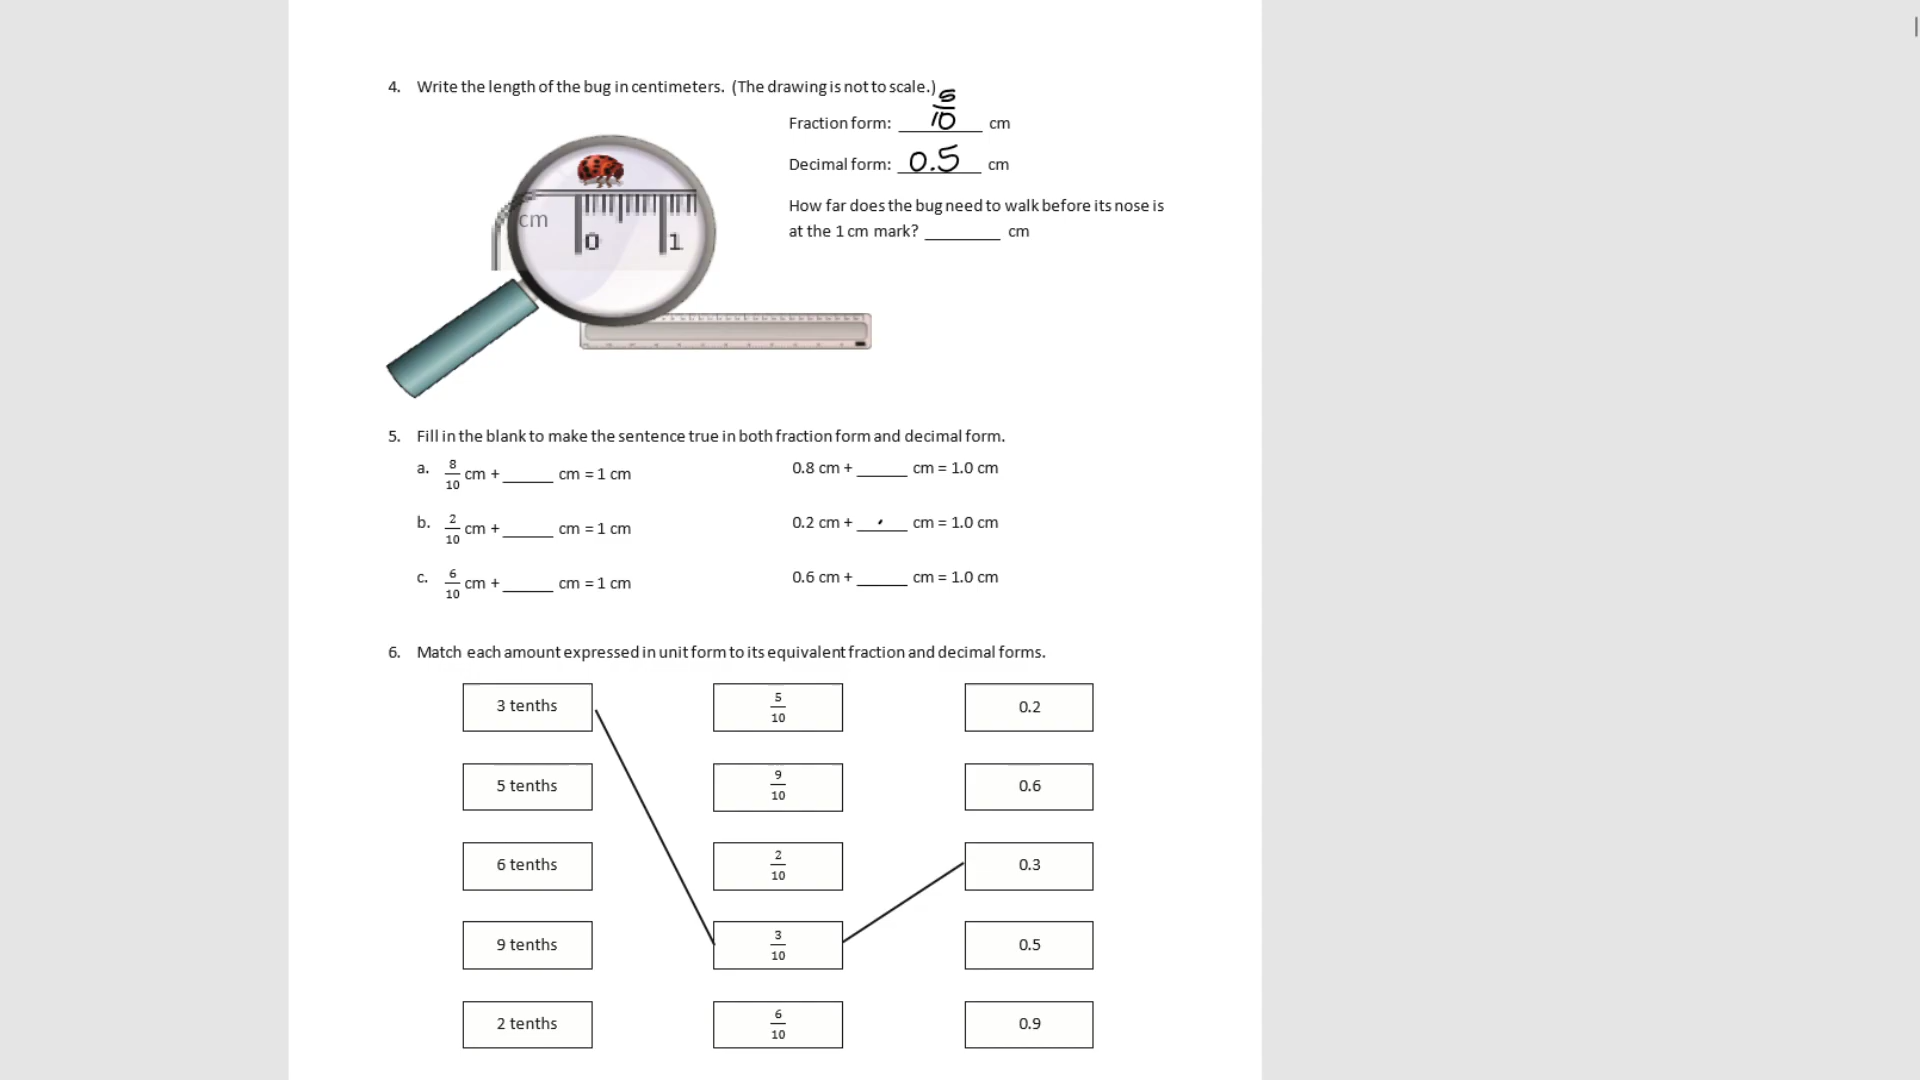 4. Write the length of the bug in centimeters. (The drawing is not to scale.)
Fraction form: 5/10 cm
Decimal form: 0.5 cm
How far does the bug need to walk before its nose is
at the 1 cm mark? ________ cm
cm
0 1
5. Fill in the blank to make the sentence true in both fraction form and decimal form.
a. 8/10 cm + ______ cm = 1 cm 0.8 cm + ______ cm = 1.0 cm
b. 2/10 cm + ______ cm = 1 cm 0.2 cm + ______ cm = 1.0 cm
c. 6/10 cm + ______ cm = 1 cm 0.6 cm + ______ cm = 1.0 cm
6. Match each amount expressed in unit form to its equivalent fraction and decimal forms.
3 tenths 5/10 0.2
5 tenths 9/10 0.6
6 tenths 2/10 0.3
9 tenths 3/10 0.5
2 tenths 6/10 0.9